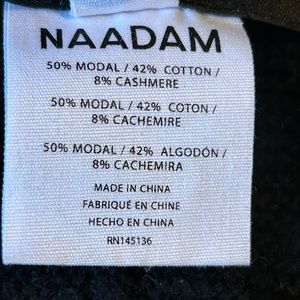 NAADAM
50% MODAL / 42% COTTON /
8% CASHMERE
50% MODAL / 42% COTON /
8% CACHEMIRE
50% MODAL / 42% ALGODÓN /
8% CACHEMIRA
MADE IN CHINA
FABRIQUÉ EN CHINE
HECHO EN CHINA
RN145136